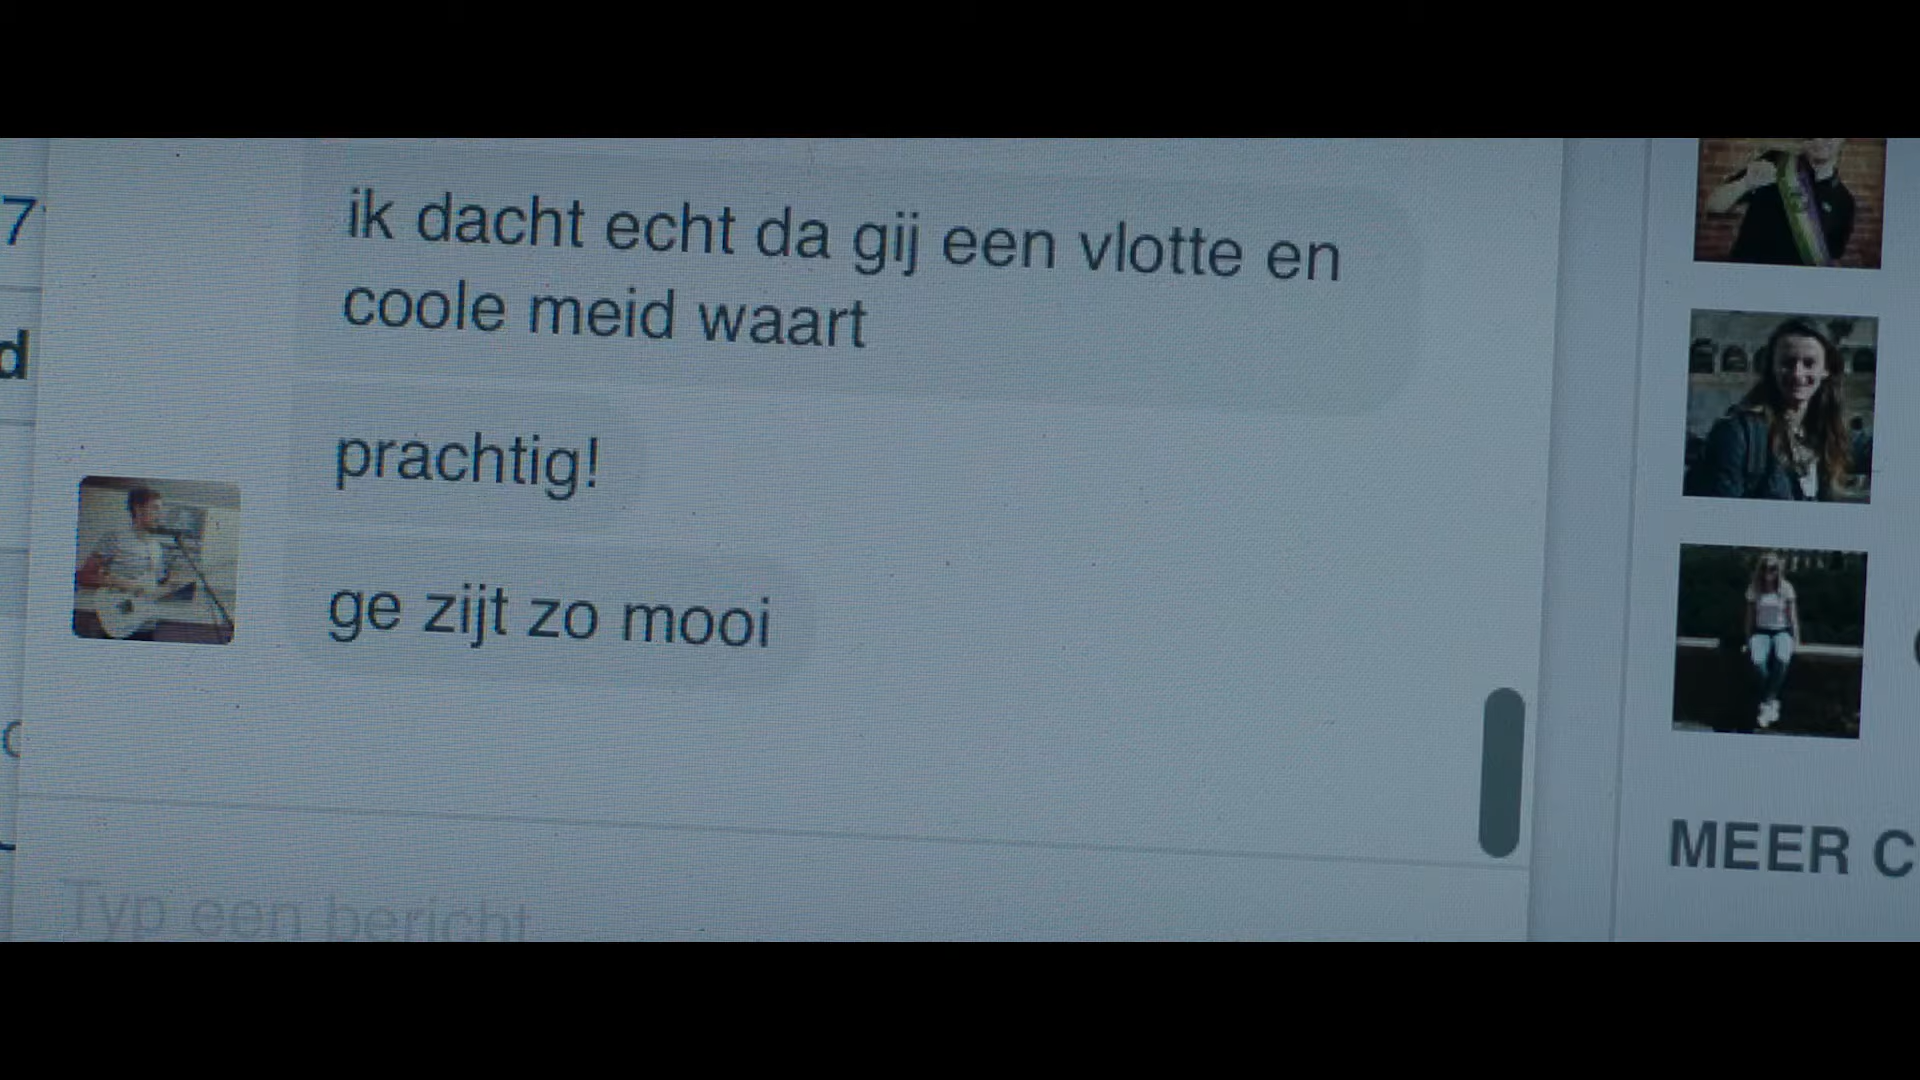 7
ik dacht echt da gij een vlotte en
coole meid waart
d
prachtig!
ge zijt zo mooi
MEER C
Typ een bericht